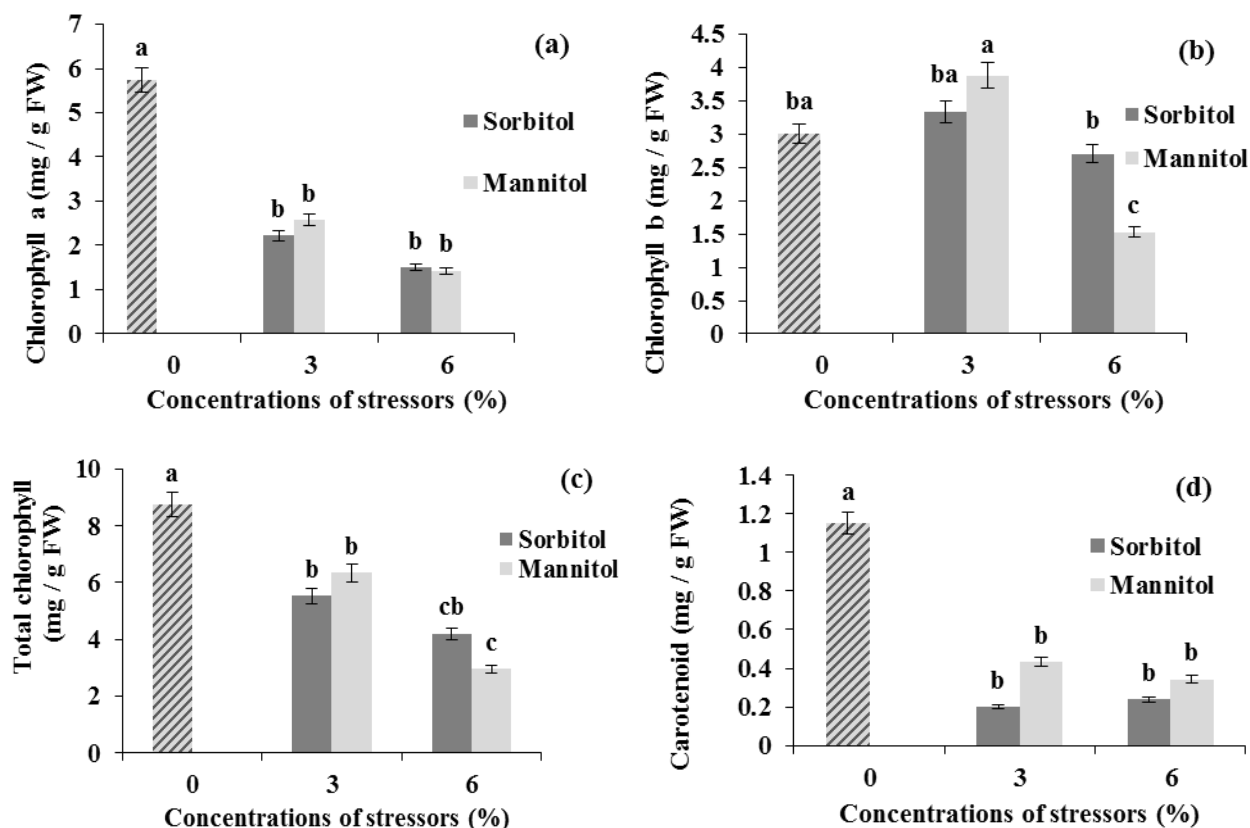 (a)
Chlorophyll a (mg / g FW)
7
6
5
4
3
2
1
0
a
b
b
b
b
Sorbitol
Mannitol
0
3
6
Concentrations of stressors (%)
(b)
Chlorophyll b (mg / g FW)
4.5
4
3.5
3
2.5
2
1.5
1
0.5
0
ba
ba
a
b
c
Sorbitol
Mannitol
0
3
6
Concentrations of stressors (%)
(c)
Total chlorophyll
(mg / g FW)
10
8
6
4
2
0
a
b
b
cb
c
Sorbitol
Mannitol
0
3
6
Concentrations of stressors (%)
(d)
Carotenoid (mg / g FW)
1.4
1.2
1
0.8
0.6
0.4
0.2
0
a
b
b
b
b
Sorbitol
Mannitol
0
3
6
Concentrations of stressors (%)